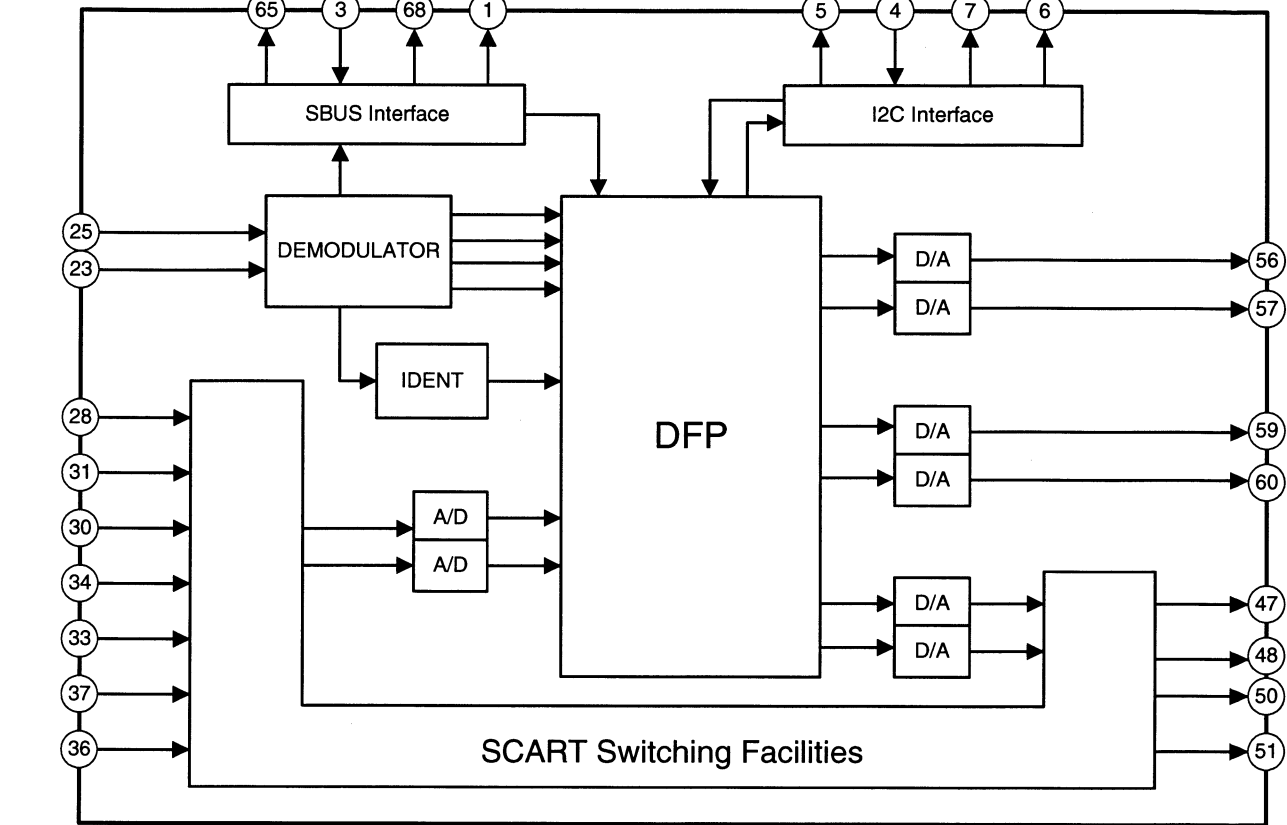 65 3 68 1 5 4 7 6
SBUS Interface
I2C Interface
25
23
DEMODULATOR
D/A
56
D/A
57
IDENT
28
31
30
34
33
37
36
DFP
D/A
59
D/A
60
A/D
A/D
D/A
47
D/A
48
50
51
SCART Switching Facilities